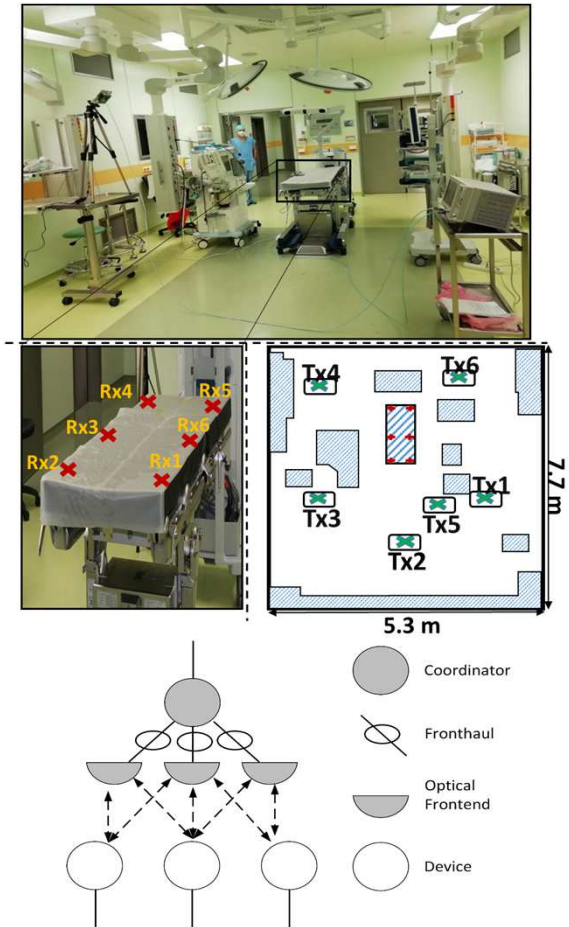 Rx4
Rx5
Rx3
Rx6
Rx2
Rx1
Tx4
Tx6
Tx3
Tx5
Tx1
Tx2
7.7 m
5.3 m
Coordinator
Fronthaul
Optical
Frontend
Device